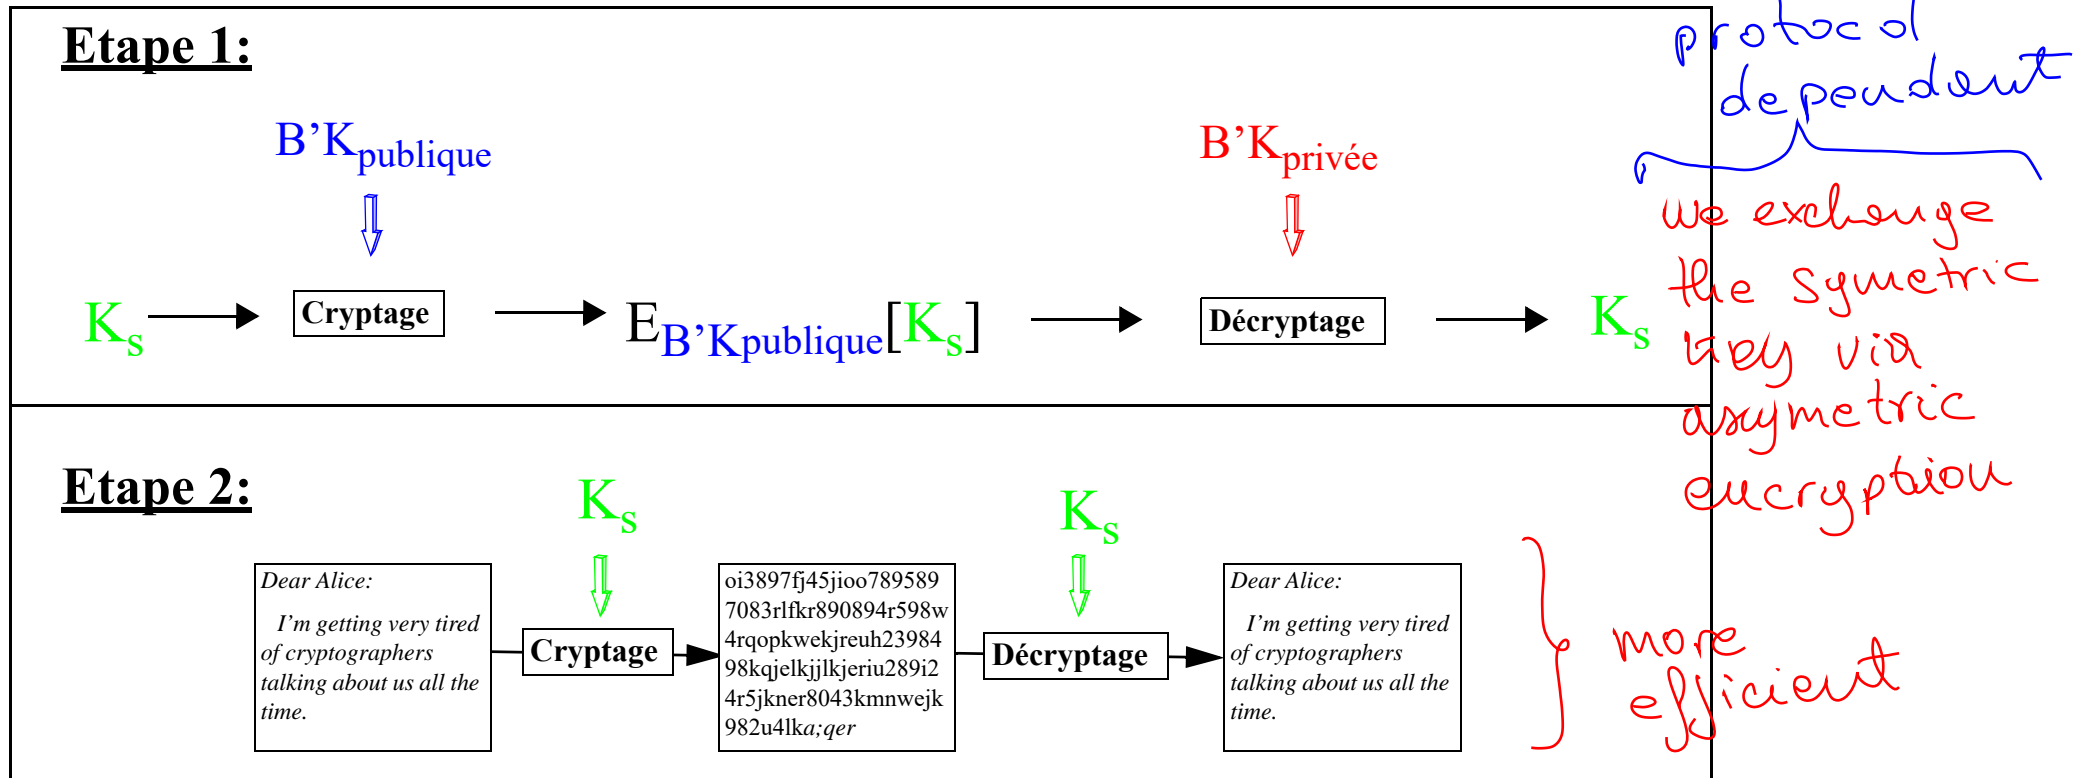 Etape 1:
B’Kpublique
B’Kprivée
Ks
Cryptage
EB’Kpublique[Ks]
Décryptage
Ks
protocol
dependant
we exchange
the symetric
key via
asymetric
encryption
Etape 2:
Ks
Ks
Dear Alice:
I’m getting very tired
of cryptographers
talking about us all the
time.
Cryptage
oi3897fj45jioo789589
7083rlfkr890894r598w
4rqopkwekjreuh23984
98kqjelkjjlkjeriu289i2
4r5jkner8043kmnwejk
982u4lka;qer
Décryptage
Dear Alice:
I’m getting very tired
of cryptographers
talking about us all the
time.
more
efficient